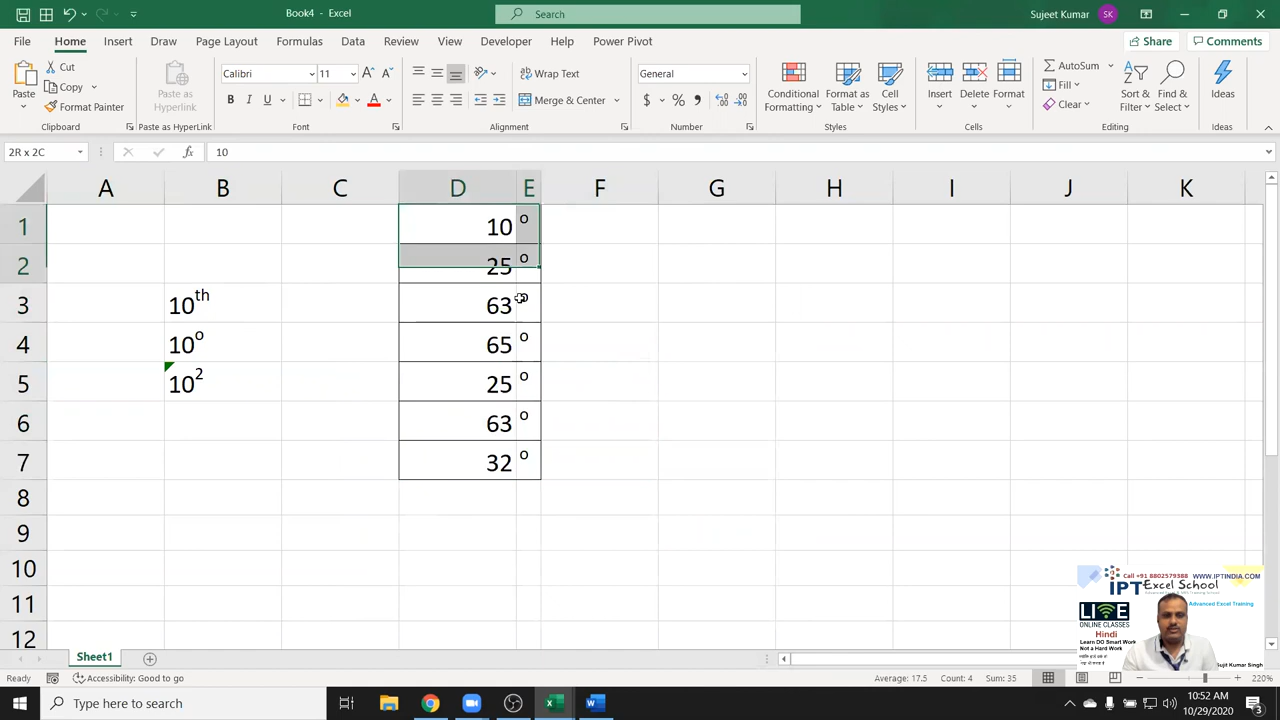 Book4 - Excel
Search
Sujeet Kumar
SK
File Home Insert Draw Page Layout Formulas Data Review View Developer Help Power Pivot
Share Comments
Paste
Cut
Copy
Format Painter
Clipboard
Paste as
Hyperlink
Paste as HyperLink
Calibri 11
B I U
Font
Wrap Text
Merge & Center
Alignment
General
Number
Conditional
Formatting
Format as
Table
Cell
Styles
Styles
Insert
Delete
Format
Cells
AutoSum
Fill
Clear
Sort &
Filter
Find &
Select
Editing
Ideas
Ideas
2R x 2C fx 10
A B C D E F G H I J K
1 10 o
2 25 o
3 10th 63 o
4 10o 65 o
5 102 25 o
6 63 o
7 32 o
8
9
10
11
12
Call +91 8802579388 WWW.IPTINDIA.COM
IPT Excel School
LIVE
ONLINE CLASSES
Hindi
Advanced Excel Training
Learn DO Smart Work
Not a Hard Work
Sujit Kumar Singh
Sheet1
Ready
Accessibility: Good to go
Average: 17.5 Count: 4 Sum: 35
220%
Type here to search
10:52 AM
10/29/2020
3